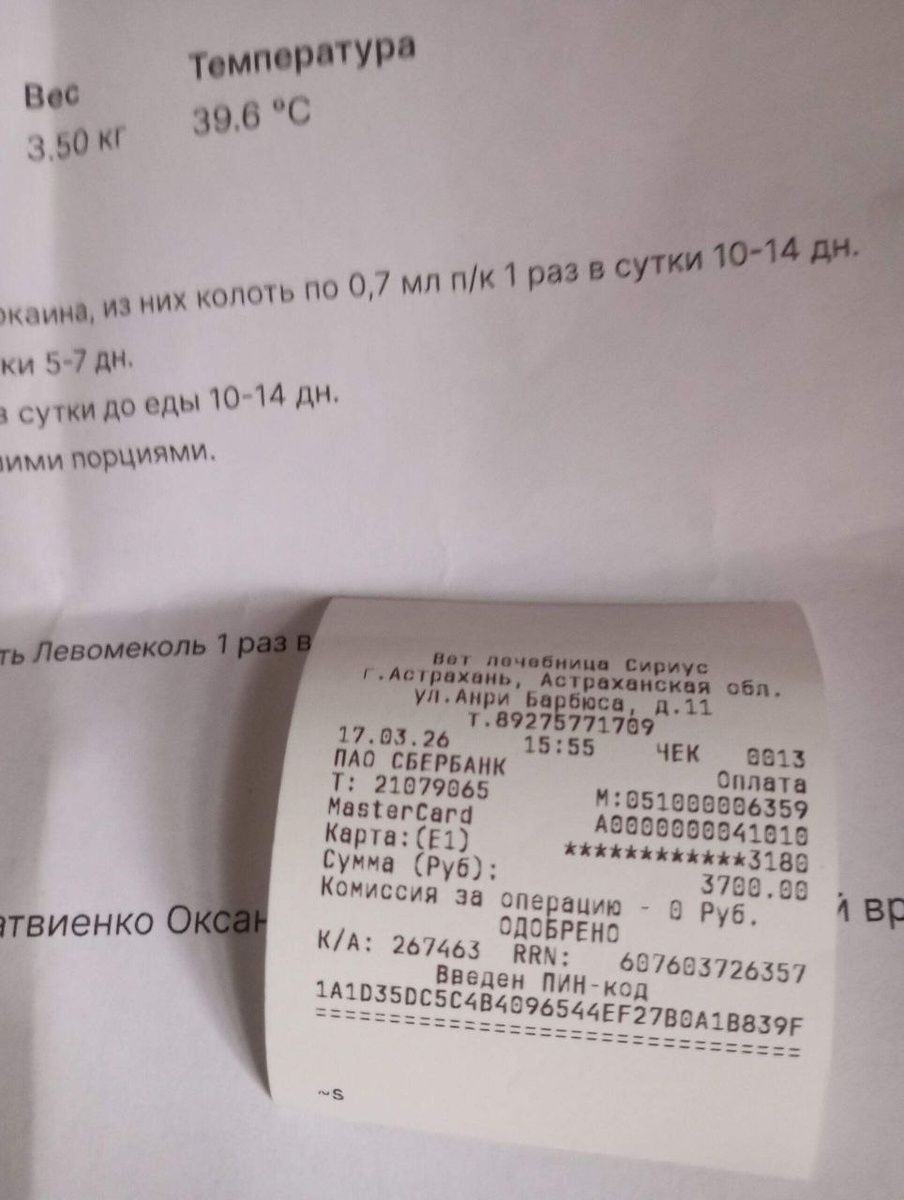 Вес Температура
3.50 кг 39.6 °C
окаина, из них колоть по 0,7 мл п/к 1 раз в сутки 10-14 дн.
ки 5-7 дн.
в сутки до еды 10-14 дн.
ими порциями.
ть Левомеколь 1 раз в
Вет лечебница Сириус
г.Астрахань, Астраханская обл.
ул.Анри Барбюса, д.11
т.89275771709
17.03.26 15:55 ЧЕК 0013
ПАО СБЕРБАНК Оплата
Т: 21079065 М:051000006359
MasterCard A0000000041010
Карта:(E1) ************3180
Сумма (Руб): 3700.00
Комиссия за операцию - 0 Руб.
ОДОБРЕНО
К/А: 267463 RRN: 607603726357
Введен ПИН-код
1A1D35DC5C4B4096544EF27B0A1B839F
================================
~S
атвиенко Оксан й вр